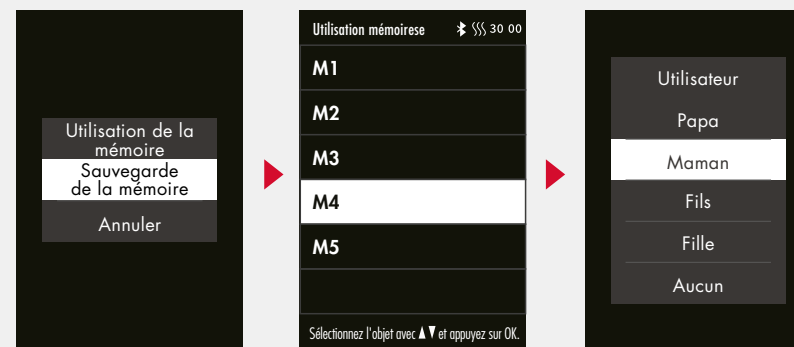 Utilisation de la
mémoire
Sauvegarde
de la mémoire
Annuler
Utilisation mémoirese 30 00
M1
M2
M3
M4
M5
Sélectionnez l'objet avec ▲▼ et appuyez sur OK.
Utilisateur
Papa
Maman
Fils
Fille
Aucun